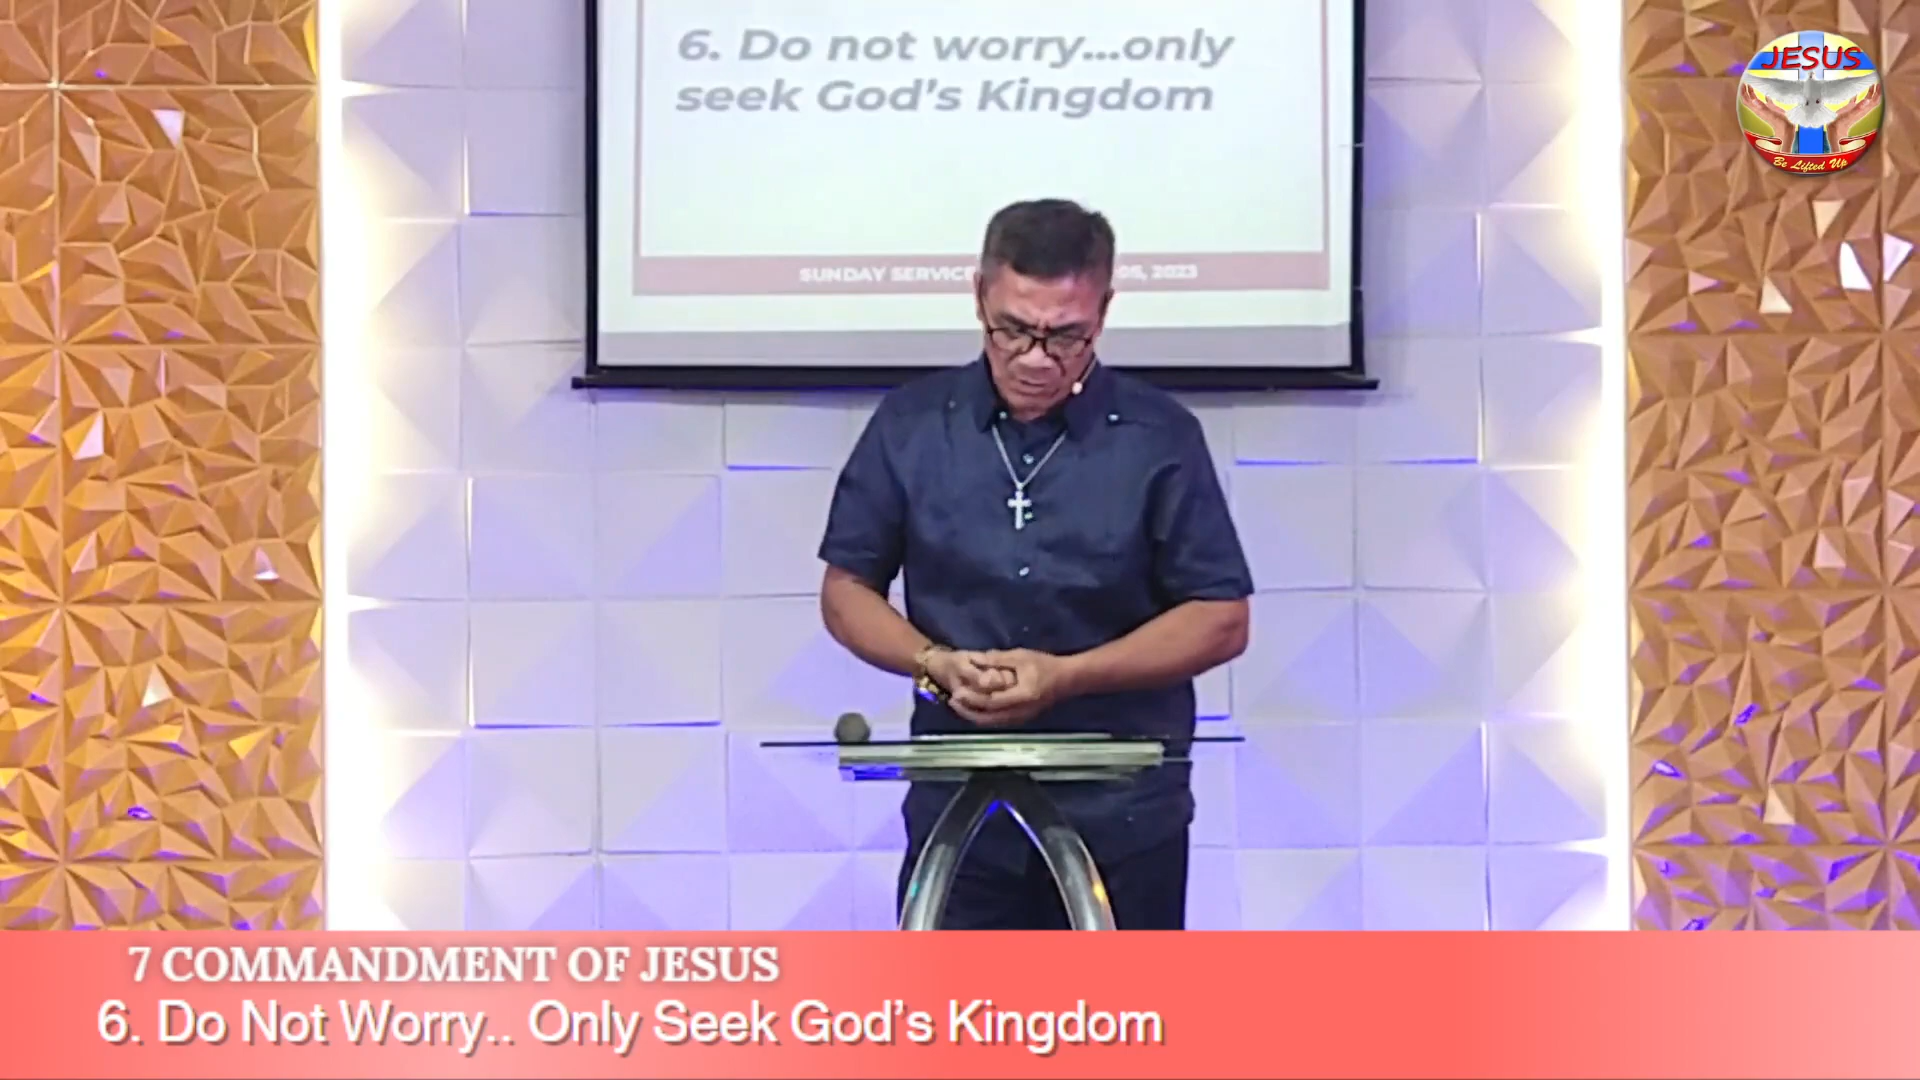 6. Do not worry...only
seek God's Kingdom
SUNDAY SERVICE 05, 2023
JESUS
Be Lifted Up
7 COMMANDMENT OF JESUS
6. Do Not Worry.. Only Seek God's Kingdom